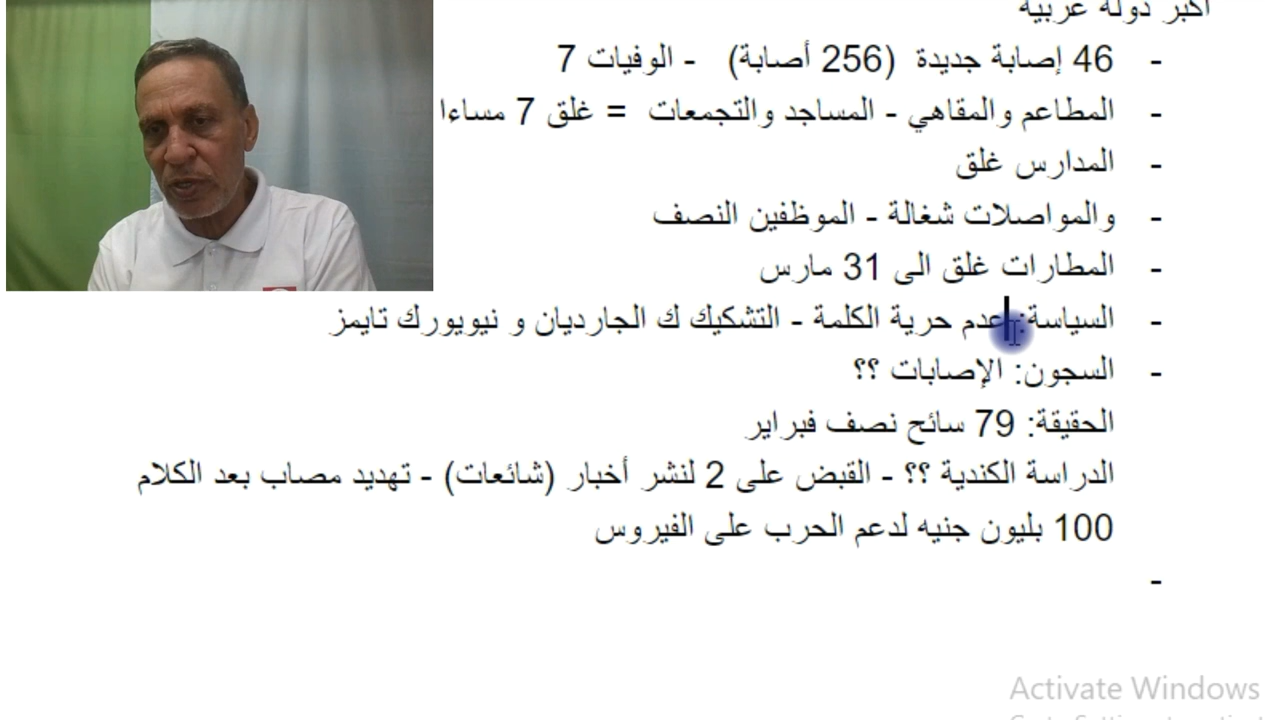 أكبر دولة عربية
- 46 إصابة جديدة (256 أصابة) - الوفيات 7
- المطاعم والمقاهي - المساجد والتجمعات = غلق 7 مساءا
- المدارس غلق
- والمواصلات شغالة - الموظفين النصف
- المطارات غلق الى 31 مارس
- السياسة: عدم حرية الكلمة - التشكيك ك الجارديان و نيويورك تايمز
- السجون: الإصابات ؟؟
الحقيقة: 79 سائح نصف فبراير
الدراسة الكندية ؟؟ - القبض على 2 لنشر أخبار (شائعات) - تهديد مصاب بعد الكلام
100 بليون جنيه لدعم الحرب على الفيروس
-
Activate Windows